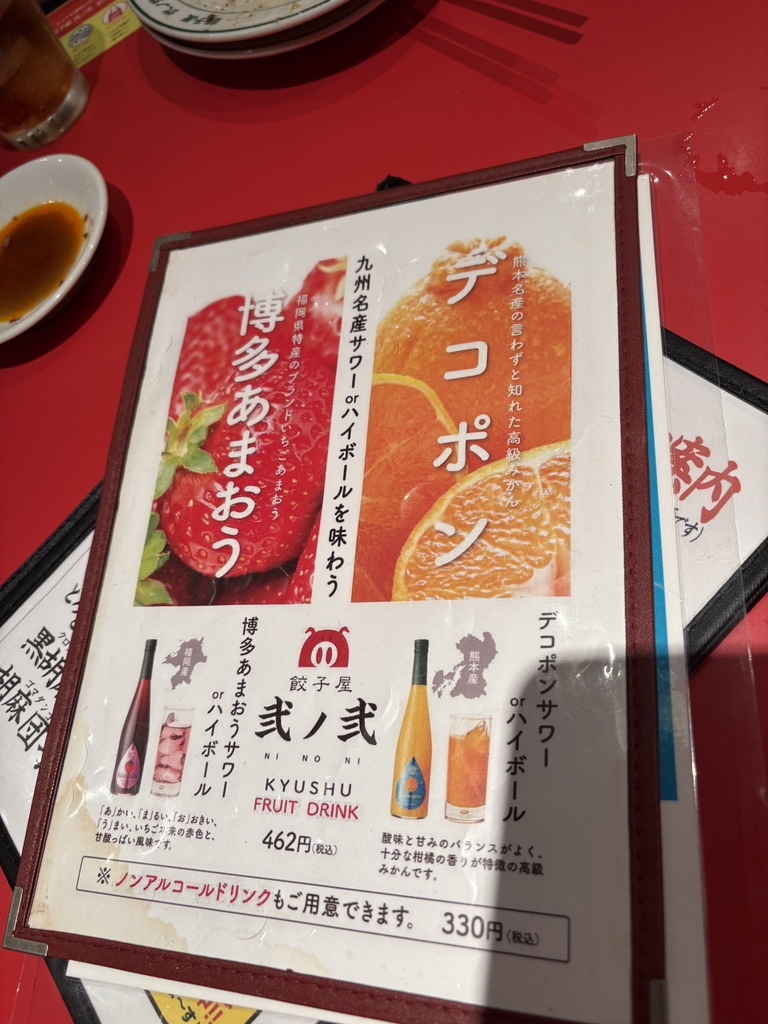 デコポン
熊本名産の言わずと知れた高級みかん
九州名産サワーorハイボールを味わう
博多あまおう
福岡県特産のブランドいちごあまおう
福岡産
博多あまおうサワー
orハイボール
「あ」かい、「ま」るい、「お」おきい、
「う」まい、いちご本来の赤色と、
甘酸っぱい風味です。
餃子屋
弐ノ弐
NI NO NI
KYUSHU
FRUIT DRINK
462円(税込)
熊本産
デコポンサワー
orハイボール
酸味と甘みのバランスがよく、
十分な柑橘の香りが特徴の高級
みかんです。
※ノンアルコールドリンクもご用意できます。 330円(税込)
黒胡
胡麻団
ゴマダン